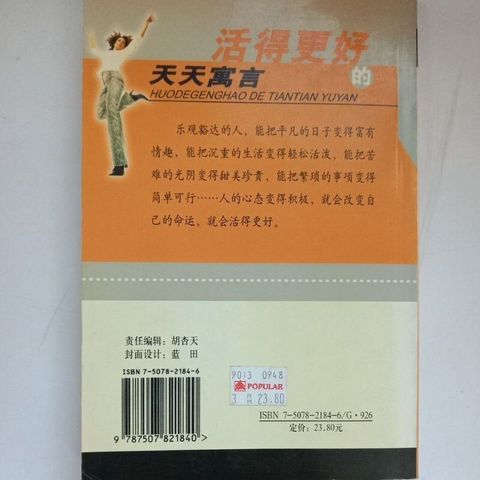 活得更好
的
天天寓言
HUODEGENGHAO DE TIANTIAN YUYAN
乐观豁达的人，能把平凡的日子变得富有
情趣，能把沉重的生活变得轻松活泼，能把苦
难的光阴变得甜美珍贵，能把繁琐的事项变得
简单可行……人的心态变得积极，就会改变自
己的命运，就会活得更好。
责任编辑：胡杏天
封面设计：蓝 田
ISBN 7-5078-2184-6
9 787507 821840 >
9013 0948
POPULAR
23.80
ISBN 7-5078-2184-6/G·926
定价：23.80元